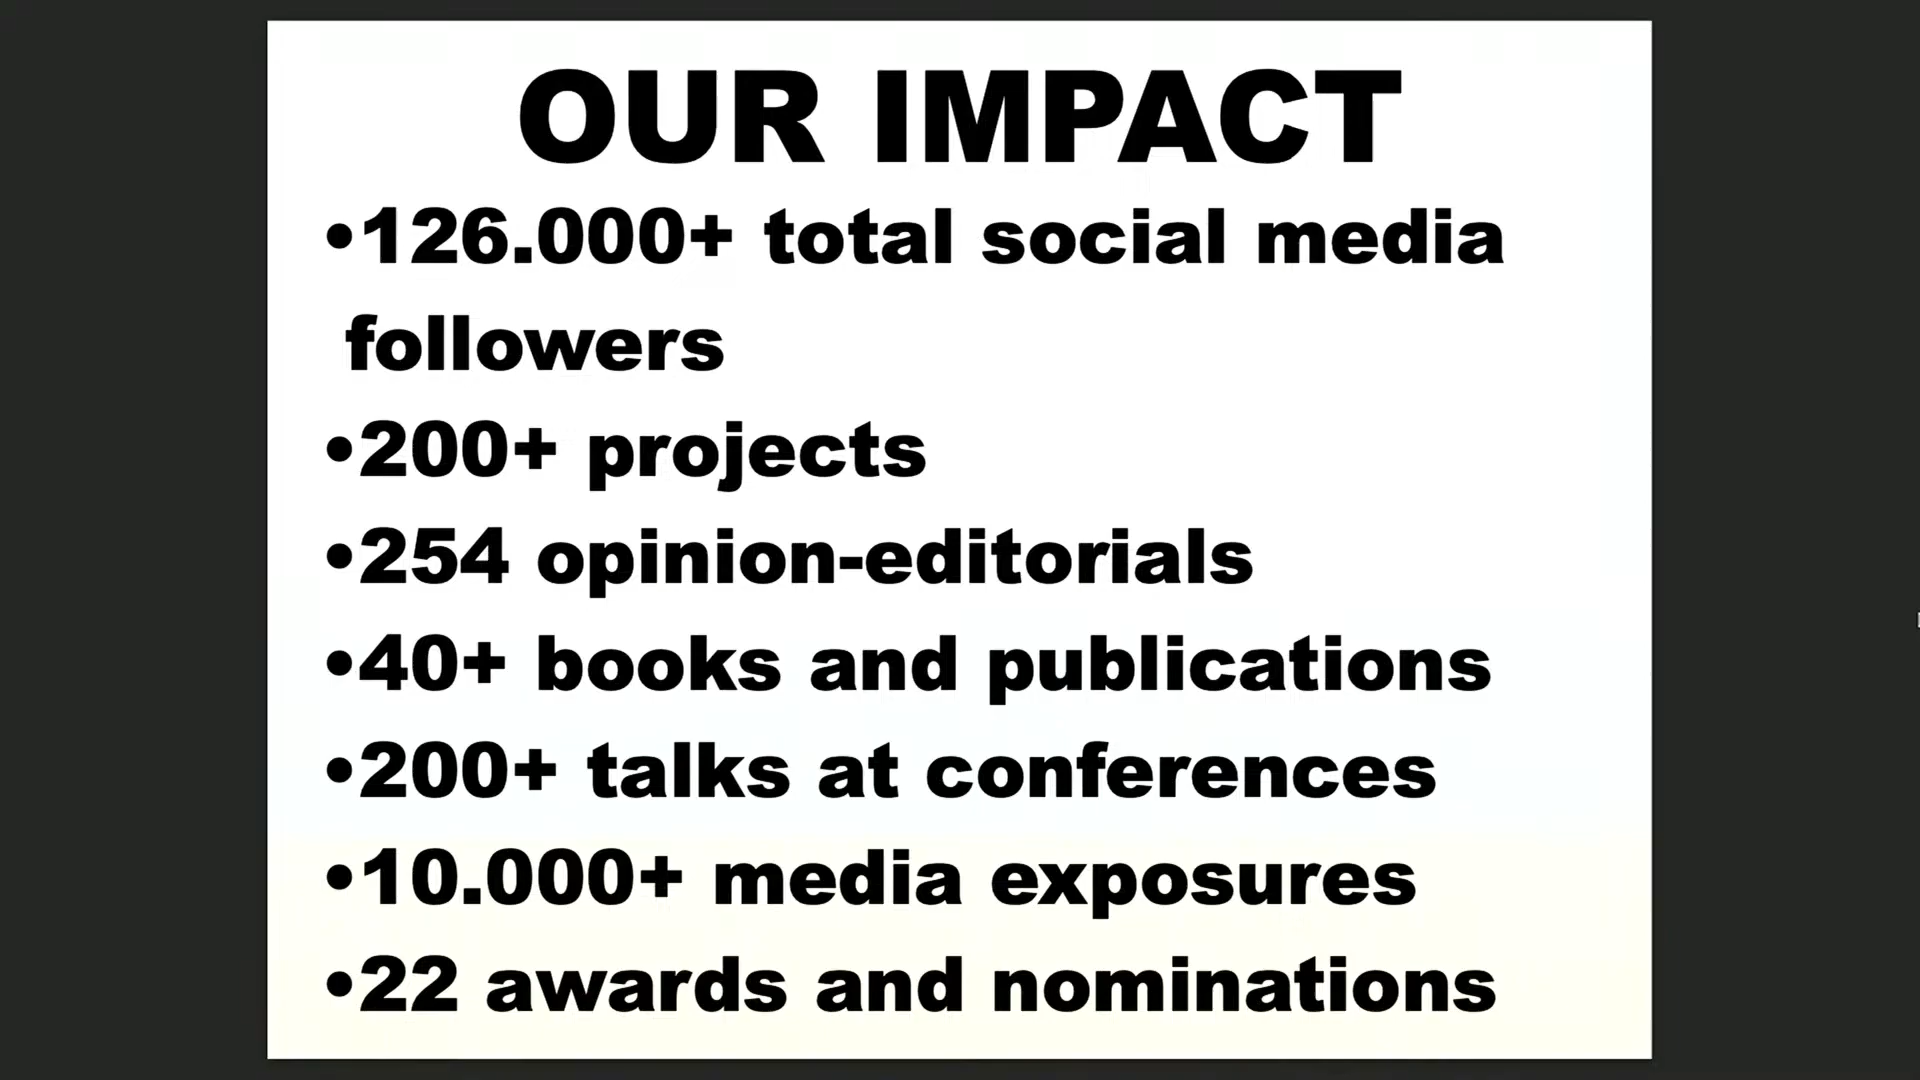 OUR IMPACT
•126.000+ total social media
followers
•200+ projects
•254 opinion-editorials
•40+ books and publications
•200+ talks at conferences
•10.000+ media exposures
•22 awards and nominations